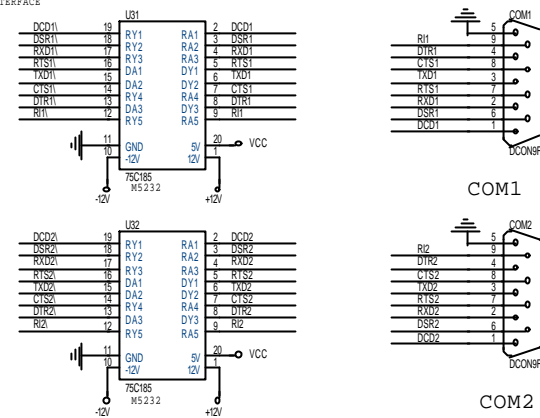 TERFACE
U31
DCD1\ 19 RY1 RA1 2 DCD1
DSR1\ 18 RY2 RA2 3 DSR1
RXD1\ 17 RY3 RA3 4 RXD1
RTS1\ 16 DA1 DY1 5 RTS1
TXD1\ 15 DA2 DY2 6 TXD1
CTS1\ 14 RY4 RA4 7 CTS1
DTR1\ 13 DA3 DY3 8 DTR1
RI1\ 12 RY5 RA5 9 RI1
11 GND 5V 20 VCC
10 -12V 12V 1
75C185
M5232
-12V +12V
COM1
5
RI1 9
DTR1 4
CTS1 8
TXD1 3
RTS1 7
RXD1 2
DSR1 6
DCD1 1
DCON9F
COM1
U32
DCD2\ 19 RY1 RA1 2 DCD2
DSR2\ 18 RY2 RA2 3 DSR2
RXD2\ 17 RY3 RA3 4 RXD2
RTS2\ 16 DA1 DY1 5 RTS2
TXD2\ 15 DA2 DY2 6 TXD2
CTS2\ 14 RY4 RA4 7 CTS2
DTR2\ 13 DA3 DY3 8 DTR2
RI2\ 12 RY5 RA5 9 RI2
11 GND 5V 20 VCC
10 -12V 12V 1
75C185
M5232
-12V +12V
COM2
5
RI2 9
DTR2 4
CTS2 8
TXD2 3
RTS2 7
RXD2 2
DSR2 6
DCD2 1
DCON9F
COM2